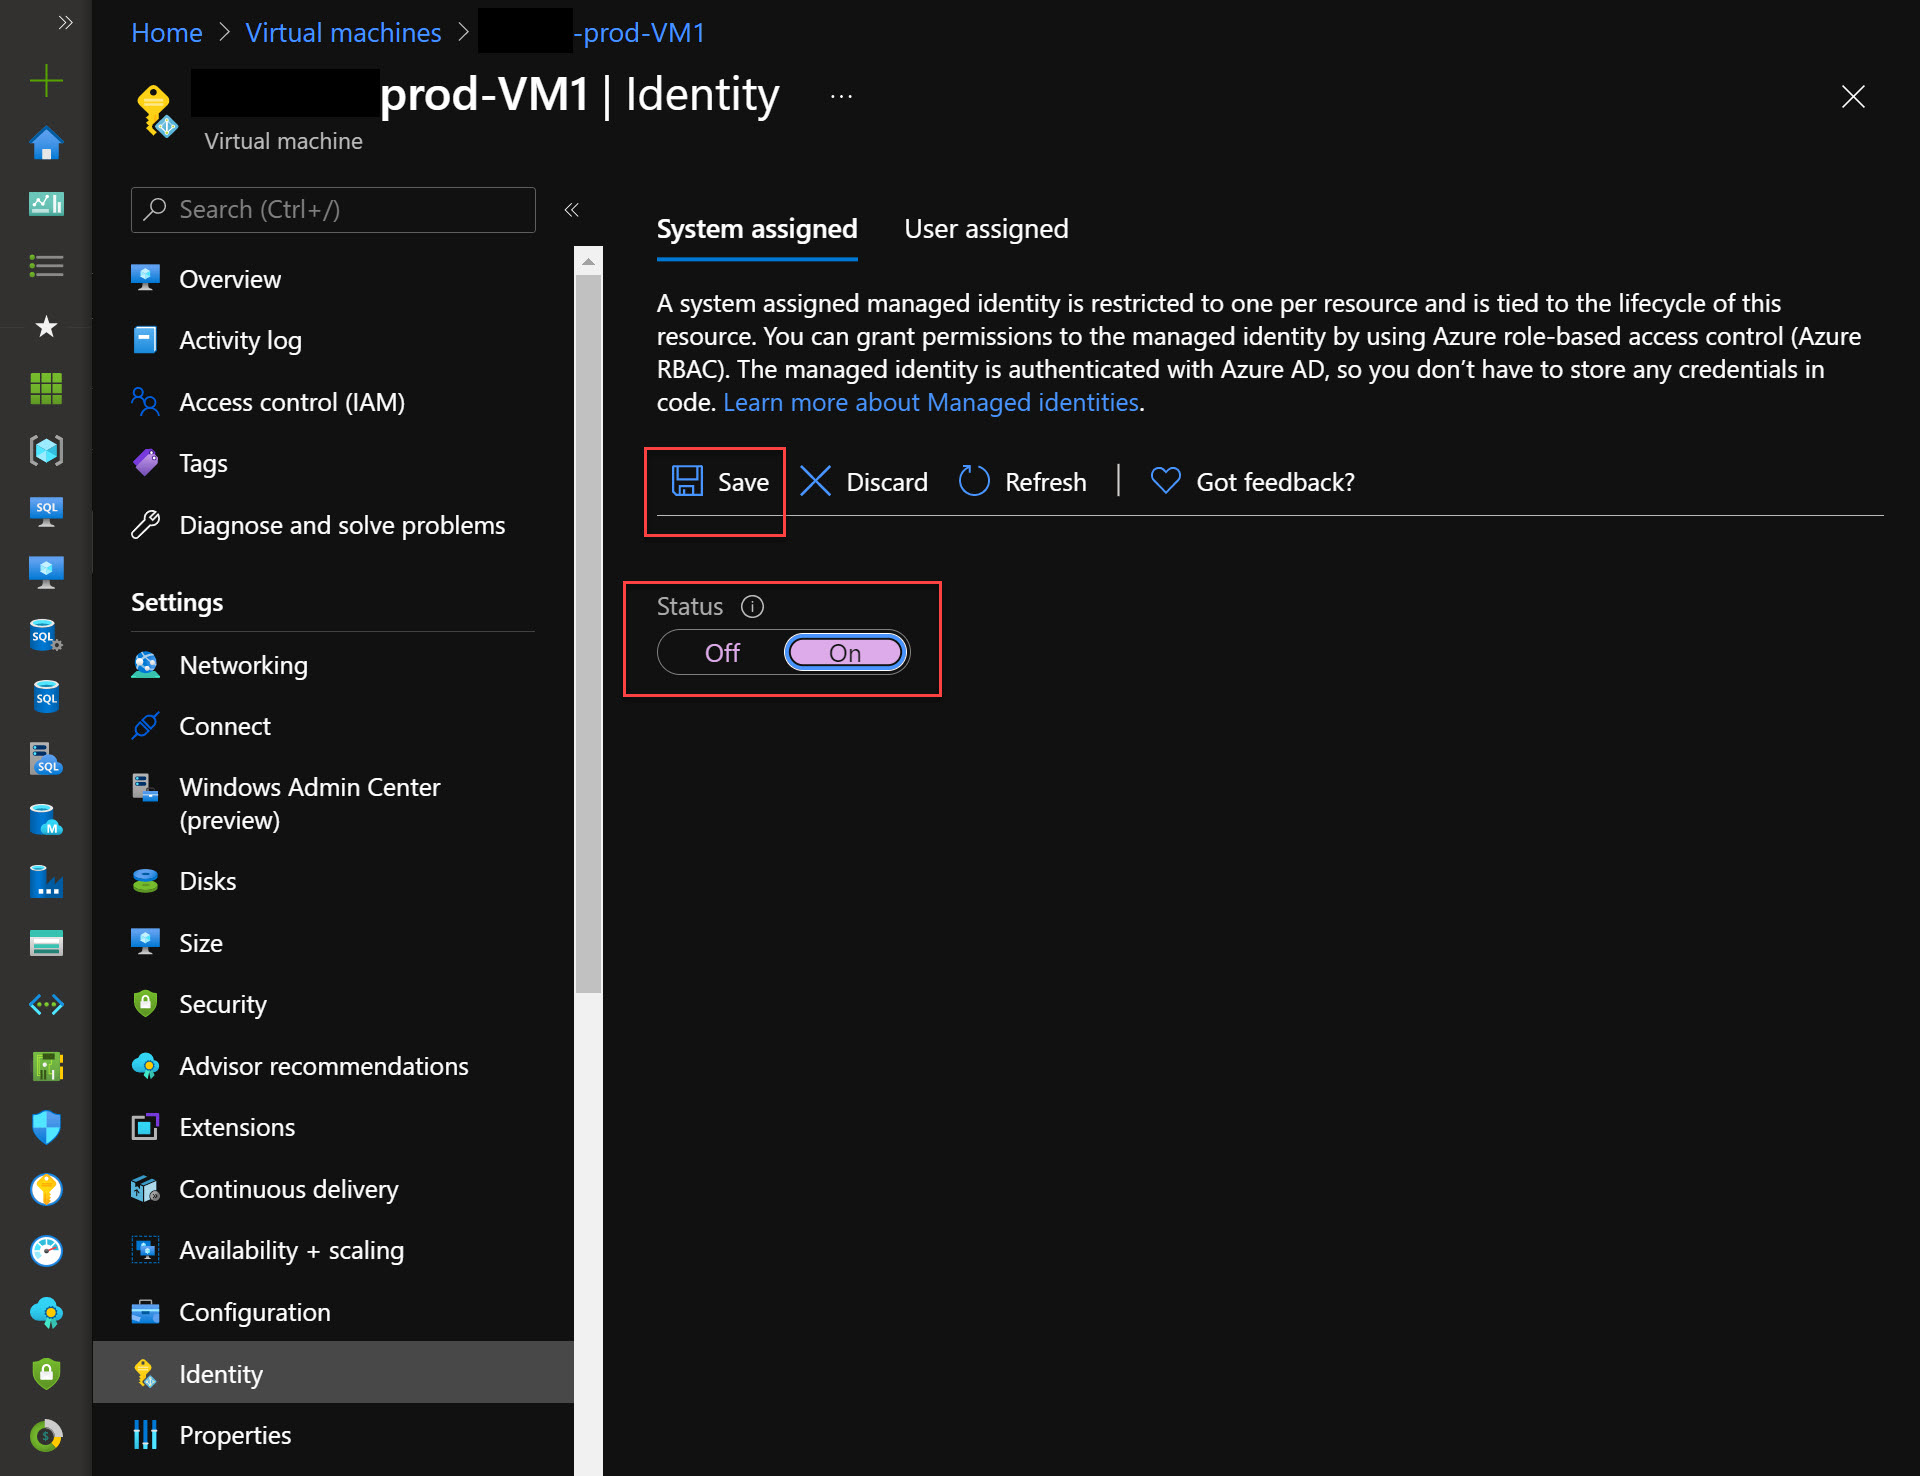 Home > Virtual machines > -prod-VM1
prod-VM1 | Identity ...
Virtual machine
Search (Ctrl+/)
Overview
Activity log
Access control (IAM)
Tags
Diagnose and solve problems
Settings
Networking
Connect
Windows Admin Center
(preview)
Disks
Size
Security
Advisor recommendations
Extensions
Continuous delivery
Availability + scaling
Configuration
Identity
Properties
System assigned User assigned
A system assigned managed identity is restricted to one per resource and is tied to the lifecycle of this
resource. You can grant permissions to the managed identity by using Azure role-based access control (Azure
RBAC). The managed identity is authenticated with Azure AD, so you don’t have to store any credentials in
code. Learn more about Managed identities.
Save Discard Refresh | Got feedback?
Status
Off On
SQL
SQL
SQL
SQL
M